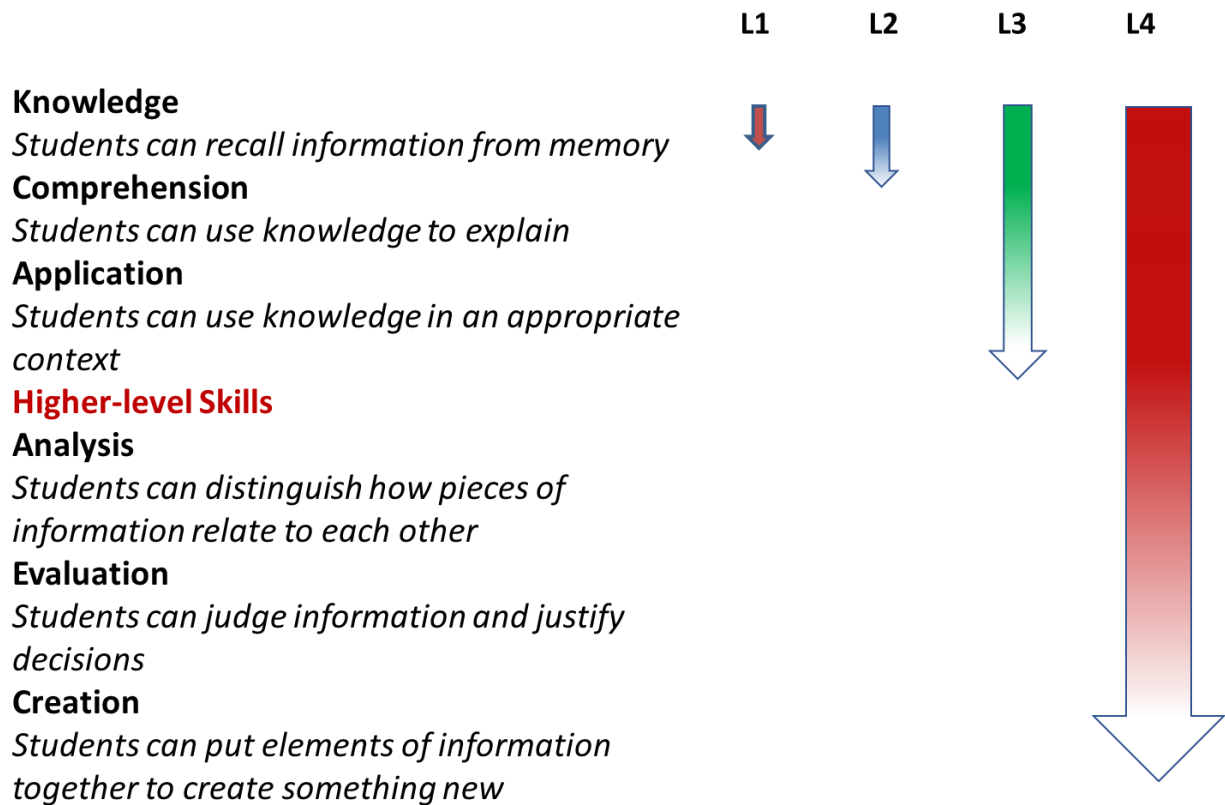 L1 L2 L3 L4
Knowledge
Students can recall information from memory
Comprehension
Students can use knowledge to explain
Application
Students can use knowledge in an appropriate
context
Higher-level Skills
Analysis
Students can distinguish how pieces of
information relate to each other
Evaluation
Students can judge information and justify
decisions
Creation
Students can put elements of information
together to create something new